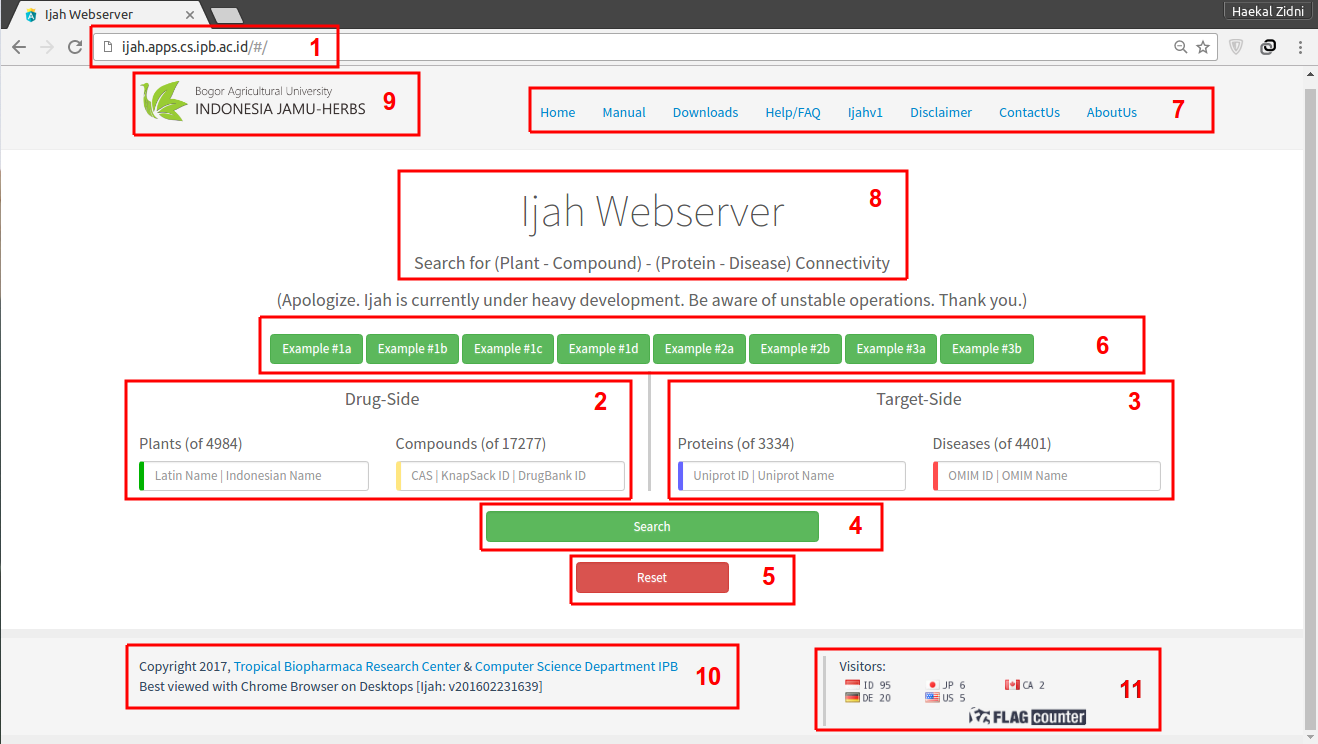 Ijah Webserver
Haekal Zidni
ijah.apps.cs.ipb.ac.id/#/ 1
Bogor Agricultural University
INDONESIA JAMU-HERBS 9
Home Manual Downloads Help/FAQ Ijahv1 Disclaimer ContactUs AboutUs 7
Ijah Webserver 8
Search for (Plant - Compound) - (Protein - Disease) Connectivity
(Apologize. Ijah is currently under heavy development. Be aware of unstable operations. Thank you.)
Example #1a Example #1b Example #1c Example #1d Example #2a Example #2b Example #3a Example #3b 6
Drug-Side 2
Plants (of 4984) Compounds (of 17277)
Latin Name | Indonesian Name CAS | KnapSack ID | DrugBank ID
Target-Side 3
Proteins (of 3334) Diseases (of 4401)
Uniprot ID | Uniprot Name OMIM ID | OMIM Name
Search 4
Reset 5
Copyright 2017, Tropical Biopharmaca Research Center & Computer Science Department IPB
Best viewed with Chrome Browser on Desktops [Ijah: v201602231639]
10
Visitors:
ID 95 JP 6 CA 2
DE 20 US 5
FLAG counter
11